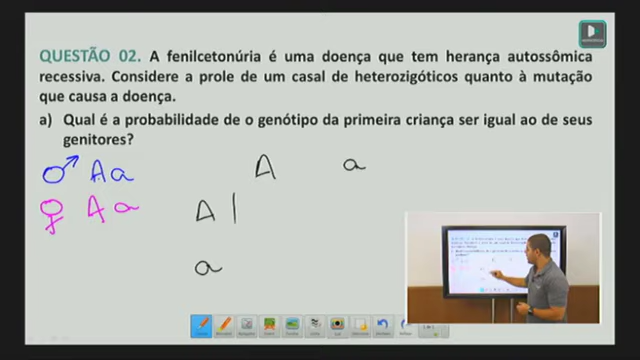 QUESTÃO 02. A fenilcetonúria é uma doença que tem herança autossômica
recessiva. Considere a prole de um casal de heterozigóticos quanto à mutação
que causa a doença.
a) Qual é a probabilidade de o genótipo da primeira criança ser igual ao de seus
genitores?
♂ Aa
A a
♀ Aa
A |
a